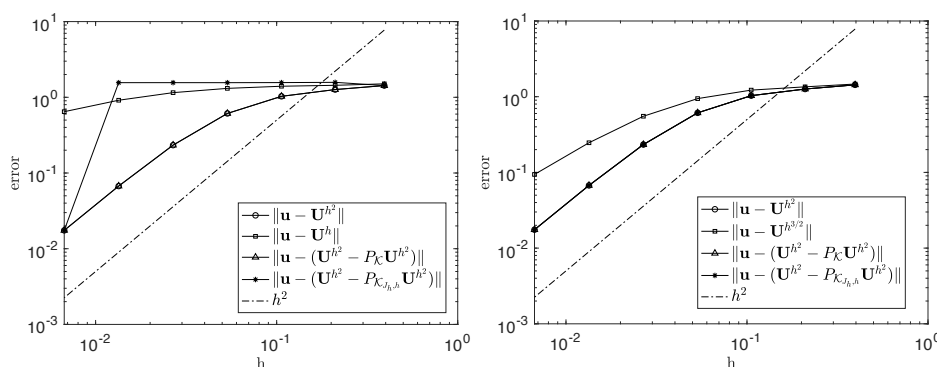 10^1
10^0
10^-1
10^-2
10^-3
error
10^-2
10^-1
10^0
h
‖u − U^{h^2}‖
‖u − U^h‖
‖u − (U^{h^2} − P_𝒦 U^{h^2})‖
‖u − (U^{h^2} − P_{𝒦_{J_h,h}} U^{h^2})‖
h^2
10^1
10^0
10^-1
10^-2
10^-3
error
10^-2
10^-1
10^0
h
‖u − U^{h^2}‖
‖u − U^{h^{3/2}}‖
‖u − (U^{h^2} − P_𝒦 U^{h^2})‖
‖u − (U^{h^2} − P_{𝒦_{J_h,h}} U^{h^2})‖
h^2